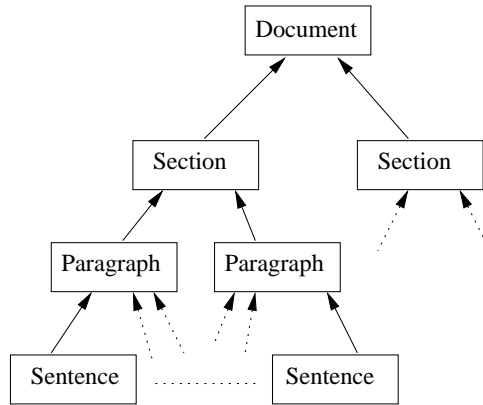 Document
Section
Section
Paragraph
Paragraph
Sentence
Sentence